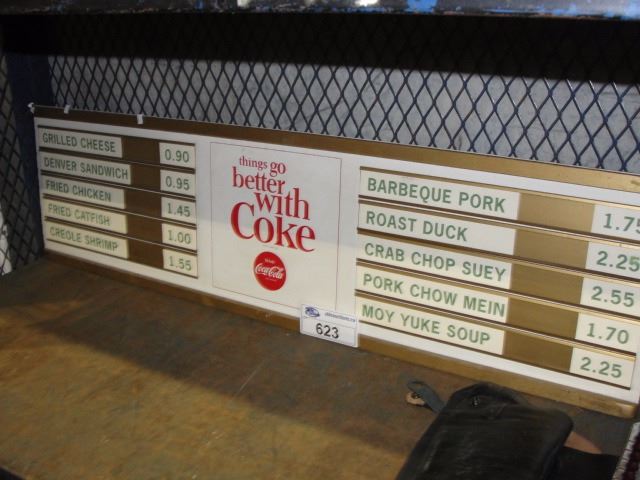 GRILLED CHEESE 0.90
DENVER SANDWICH 0.95
FRIED CHICKEN 1.45
FRIED CATFISH 1.00
CREOLE SHRIMP 1.55
things go
better
with
Coke
Coca-Cola
623
BARBEQUE PORK 1.75
ROAST DUCK 2.25
CRAB CHOP SUEY 2.55
PORK CHOW MEIN 1.70
MOY YUKE SOUP 2.25